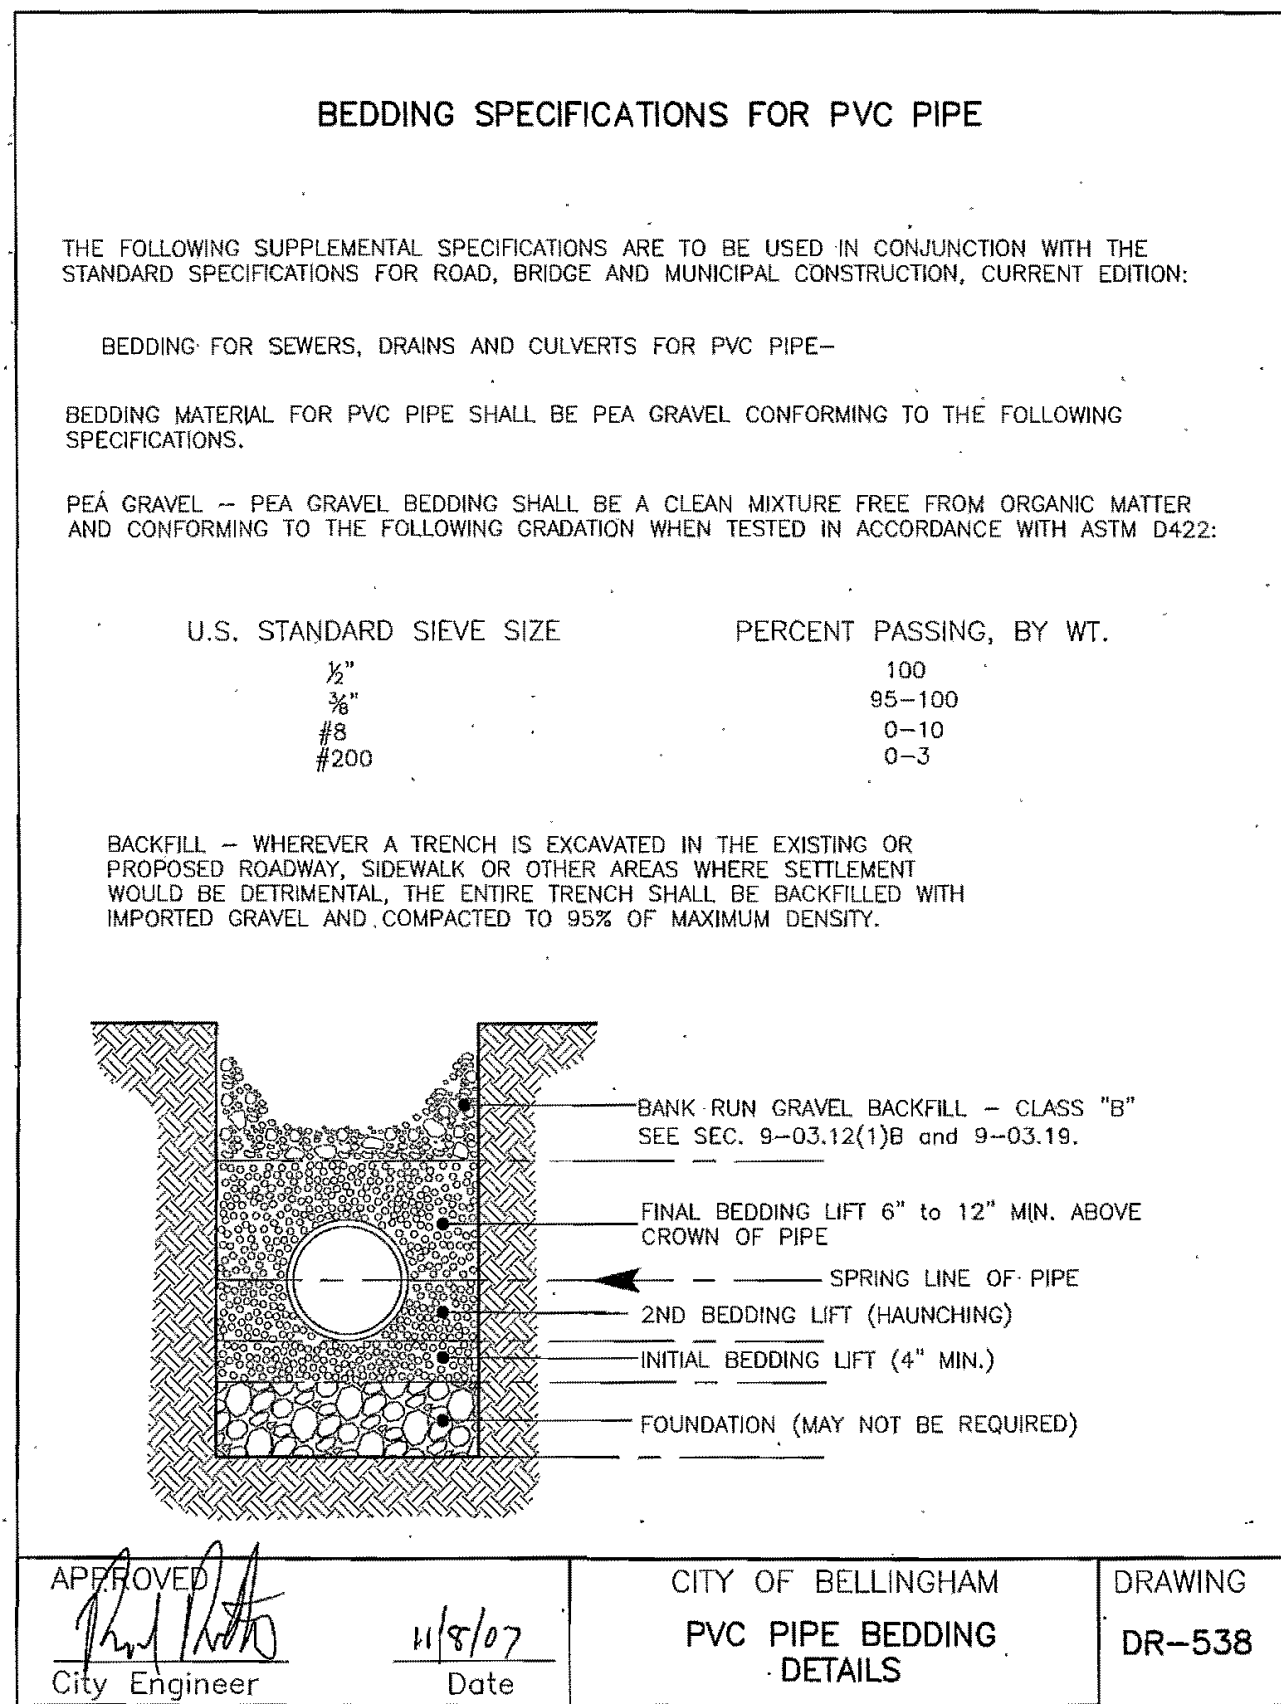 BEDDING SPECIFICATIONS FOR PVC PIPE
THE FOLLOWING SUPPLEMENTAL SPECIFICATIONS ARE TO BE USED IN CONJUNCTION WITH THE
STANDARD SPECIFICATIONS FOR ROAD, BRIDGE AND MUNICIPAL CONSTRUCTION, CURRENT EDITION:
BEDDING FOR SEWERS, DRAINS AND CULVERTS FOR PVC PIPE–
BEDDING MATERIAL FOR PVC PIPE SHALL BE PEA GRAVEL CONFORMING TO THE FOLLOWING
SPECIFICATIONS.
PEA GRAVEL – PEA GRAVEL BEDDING SHALL BE A CLEAN MIXTURE FREE FROM ORGANIC MATTER
AND CONFORMING TO THE FOLLOWING GRADATION WHEN TESTED IN ACCORDANCE WITH ASTM D422:
U.S. STANDARD SIEVE SIZE PERCENT PASSING, BY WT.
½" 100
⅜" 95–100
#8 0–10
#200 0–3
BACKFILL – WHEREVER A TRENCH IS EXCAVATED IN THE EXISTING OR
PROPOSED ROADWAY, SIDEWALK OR OTHER AREAS WHERE SETTLEMENT
WOULD BE DETRIMENTAL, THE ENTIRE TRENCH SHALL BE BACKFILLED WITH
IMPORTED GRAVEL AND COMPACTED TO 95% OF MAXIMUM DENSITY.
BANK RUN GRAVEL BACKFILL – CLASS "B"
SEE SEC. 9–03.12(1)B and 9–03.19.
FINAL BEDDING LIFT 6" to 12" MIN. ABOVE
CROWN OF PIPE
SPRING LINE OF PIPE
2ND BEDDING LIFT (HAUNCHING)
INITIAL BEDDING LIFT (4" MIN.)
FOUNDATION (MAY NOT BE REQUIRED)
APPROVED
11/8/07
City Engineer Date
CITY OF BELLINGHAM
PVC PIPE BEDDING
DETAILS
DRAWING
DR–538